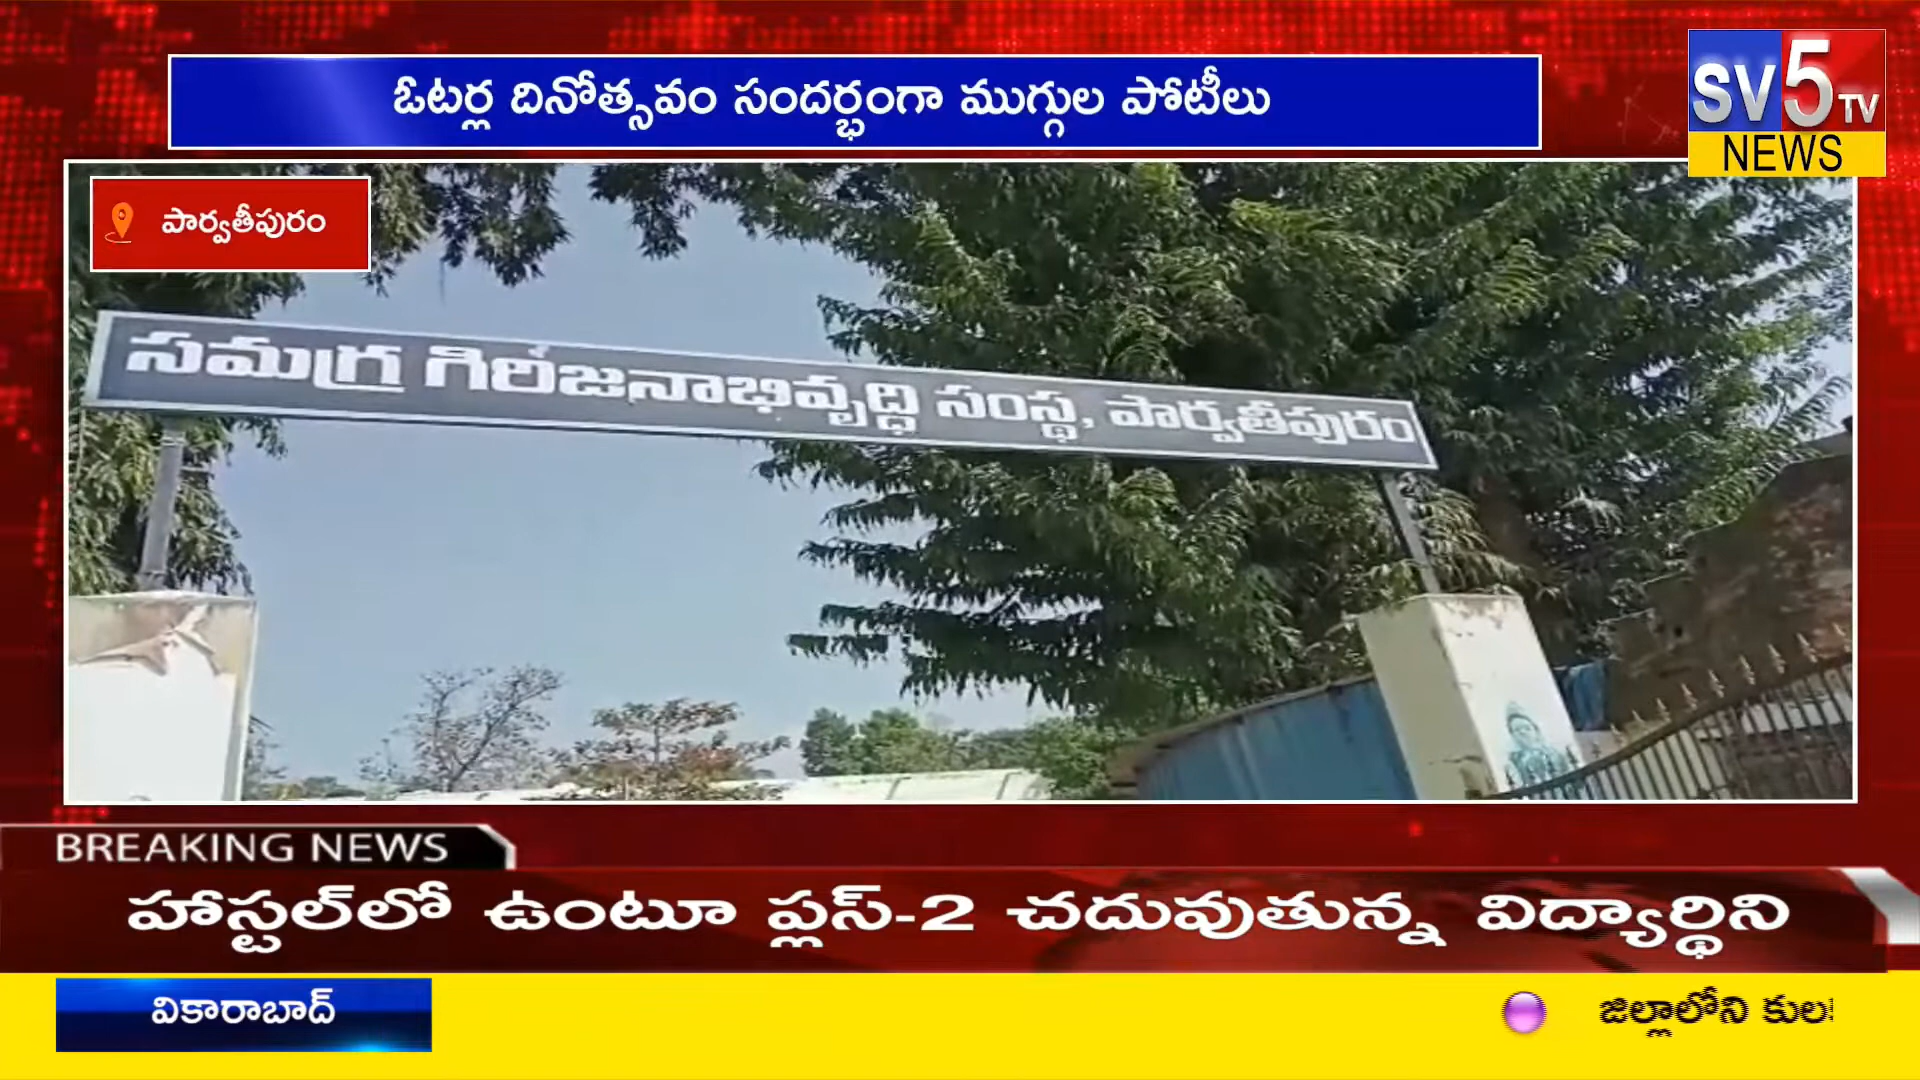 ఓటర్ల దినోత్సవం సందర్భంగా ముగ్గుల పోటీలు
SV5TV
NEWS
పార్వతీపురం
సమగ్ర గిరిజనాభివృద్ధి సంస్థ, పార్వతీపురం
BREAKING NEWS
హాస్టల్‌లో ఉంటూ ప్లస్-2 చదువుతున్న విద్యార్థిని
వికారాబాద్
జిల్లాలోని